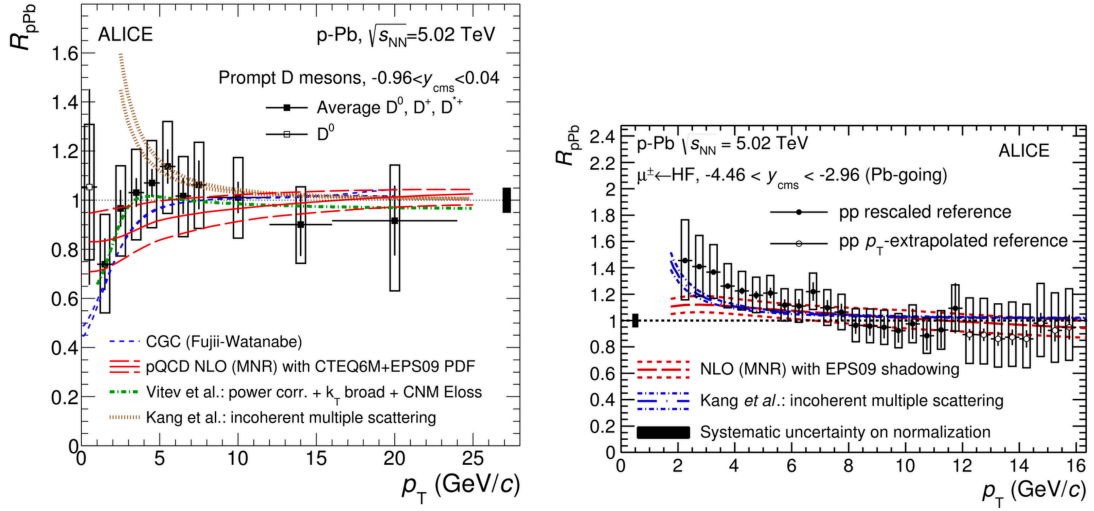 R_pPb
ALICE
p-Pb, √s_NN=5.02 TeV
Prompt D mesons, -0.96<y_cms<0.04
Average D⁰, D⁺, D*⁺
D⁰
CGC (Fujii-Watanabe)
pQCD NLO (MNR) with CTEQ6M+EPS09 PDF
Vitev et al.: power corr. + k_T broad + CNM Eloss
Kang et al.: incoherent multiple scattering
1.6
1.4
1.2
1
0.8
0.6
0.4
0.2
0
0 5 10 15 20 25
p_T (GeV/c)
R_pPb
p-Pb √s_NN = 5.02 TeV
ALICE
μ±←HF, -4.46 < y_cms < -2.96 (Pb-going)
pp rescaled reference
pp p_T-extrapolated reference
NLO (MNR) with EPS09 shadowing
Kang et al.: incoherent multiple scattering
Systematic uncertainty on normalization
2.4
2.2
2
1.8
1.6
1.4
1.2
1
0.8
0.6
0.4
0.2
0
0 2 4 6 8 10 12 14 16
p_T (GeV/c)